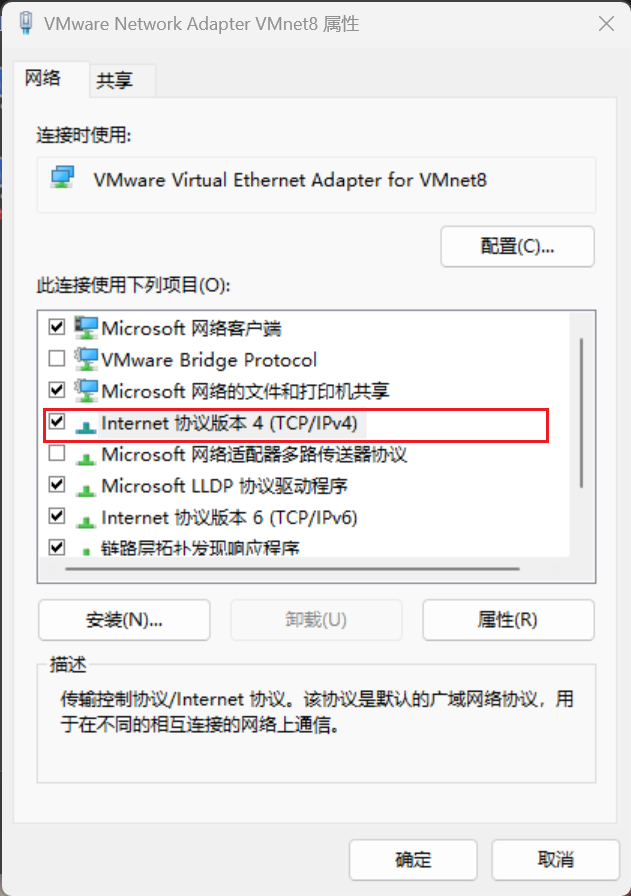 VMware Network Adapter VMnet8 属性
网络
共享
连接时使用:
VMware Virtual Ethernet Adapter for VMnet8
配置(C)...
此连接使用下列项目(O):
Microsoft 网络客户端
VMware Bridge Protocol
Microsoft 网络的文件和打印机共享
Internet 协议版本 4 (TCP/IPv4)
Microsoft 网络适配器多路传送器协议
Microsoft LLDP 协议驱动程序
Internet 协议版本 6 (TCP/IPv6)
链路层拓扑发现响应程序
安装(N)...
卸载(U)
属性(R)
描述
传输控制协议/Internet 协议。该协议是默认的广域网络协议，用
于在不同的相互连接的网络上通信。
确定
取消